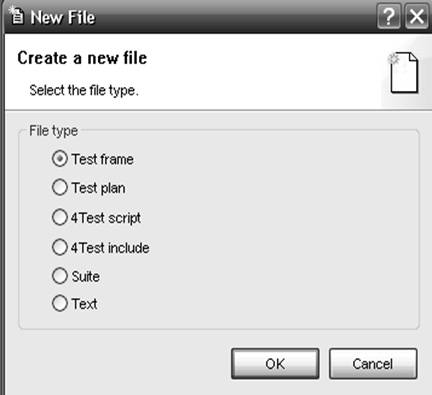 New File
Create a new file
Select the file type.
File type
Test frame
Test plan
4Test script
4Test include
Suite
Text
OK Cancel